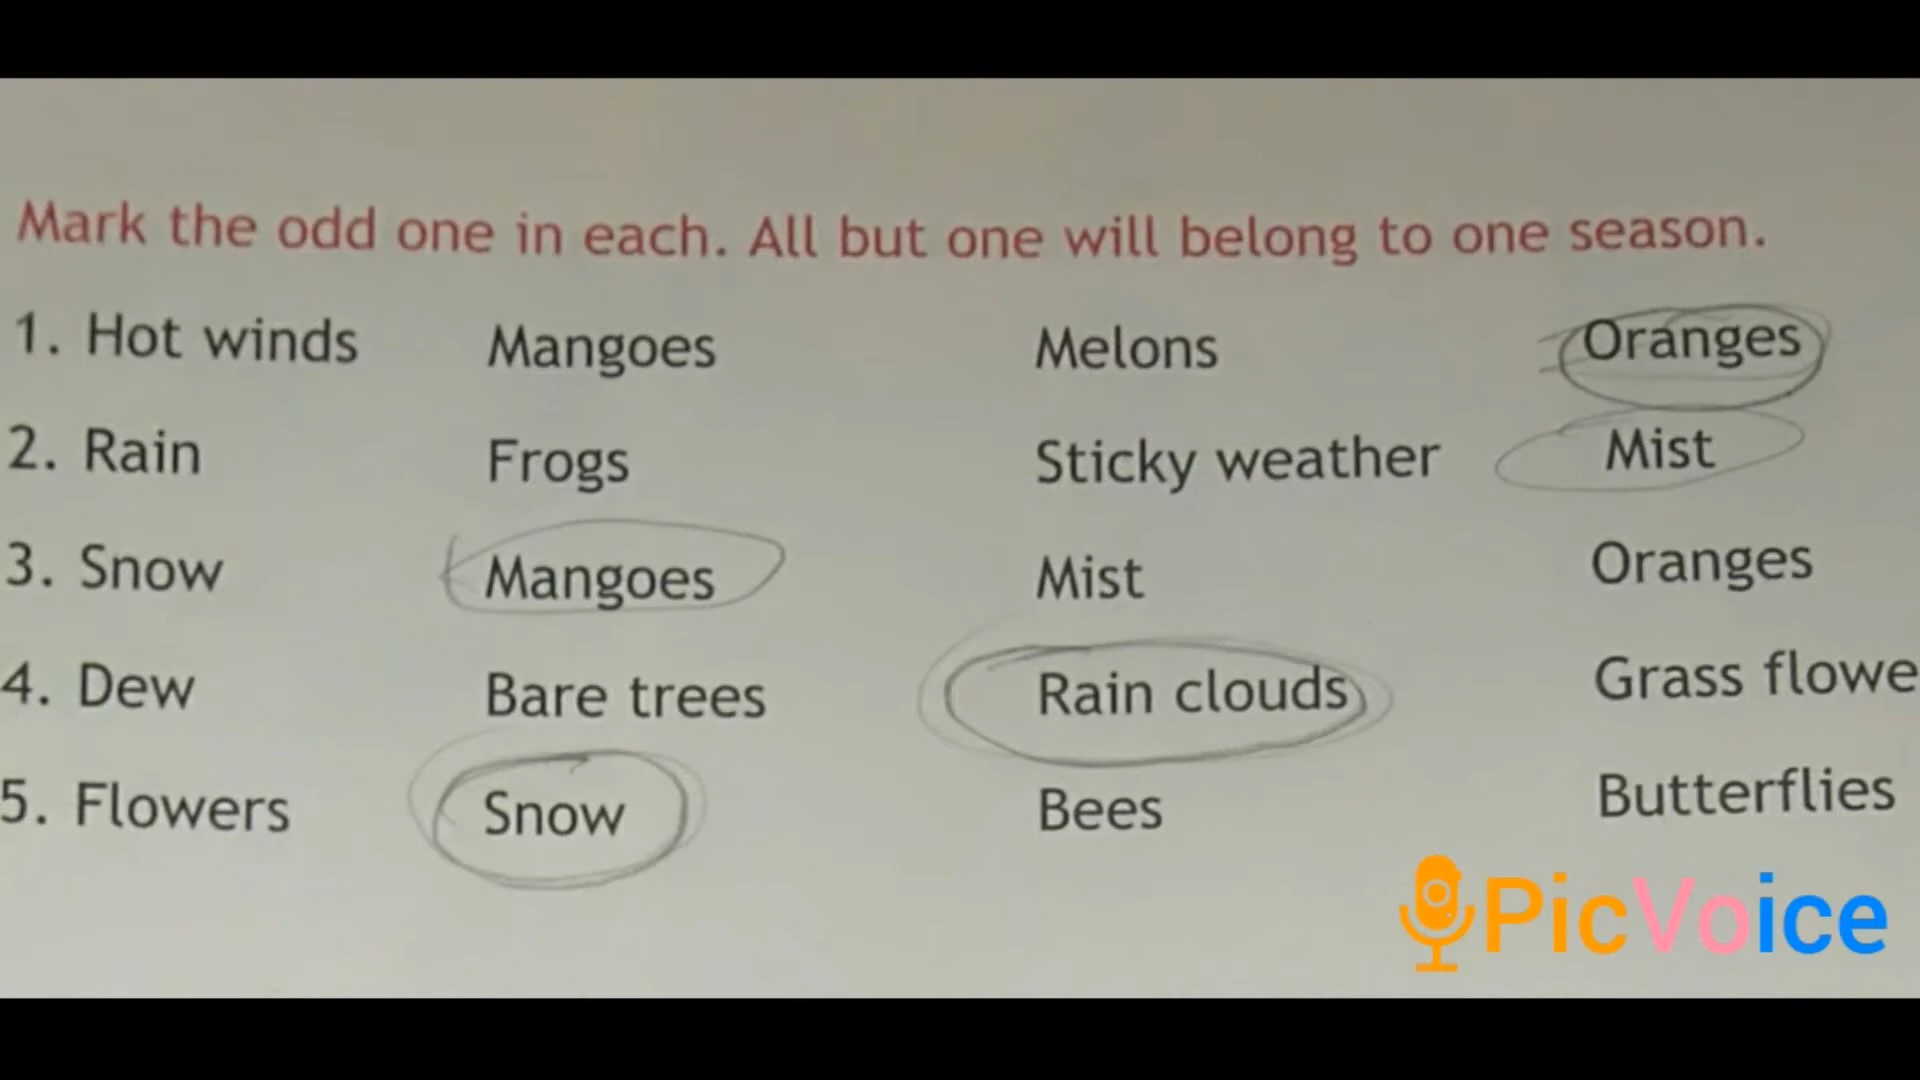 Mark the odd one in each. All but one will belong to one season.
1. Hot winds Mangoes Melons Oranges
2. Rain Frogs Sticky weather Mist
3. Snow Mangoes Mist Oranges
4. Dew Bare trees Rain clouds Grass flowe
5. Flowers Snow Bees Butterflies
PicVoice